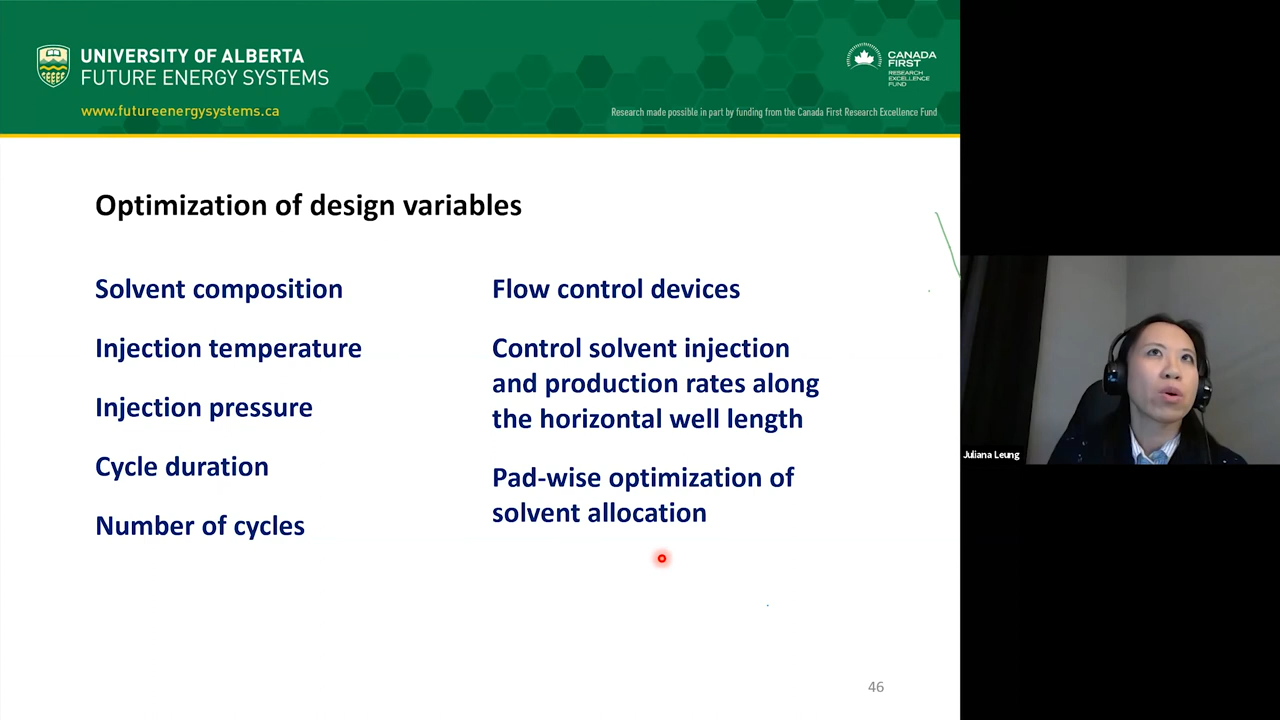 UNIVERSITY OF ALBERTA
FUTURE ENERGY SYSTEMS
www.futureenergysystems.ca
CANADA
FIRST
RESEARCH
EXCELLENCE
FUND
Research made possible in part by funding from the Canada First Research Excellence Fund
Optimization of design variables
Solvent composition
Injection temperature
Injection pressure
Cycle duration
Number of cycles
Flow control devices
Control solvent injection
and production rates along
the horizontal well length
Pad-wise optimization of
solvent allocation
46
Juliana Leung